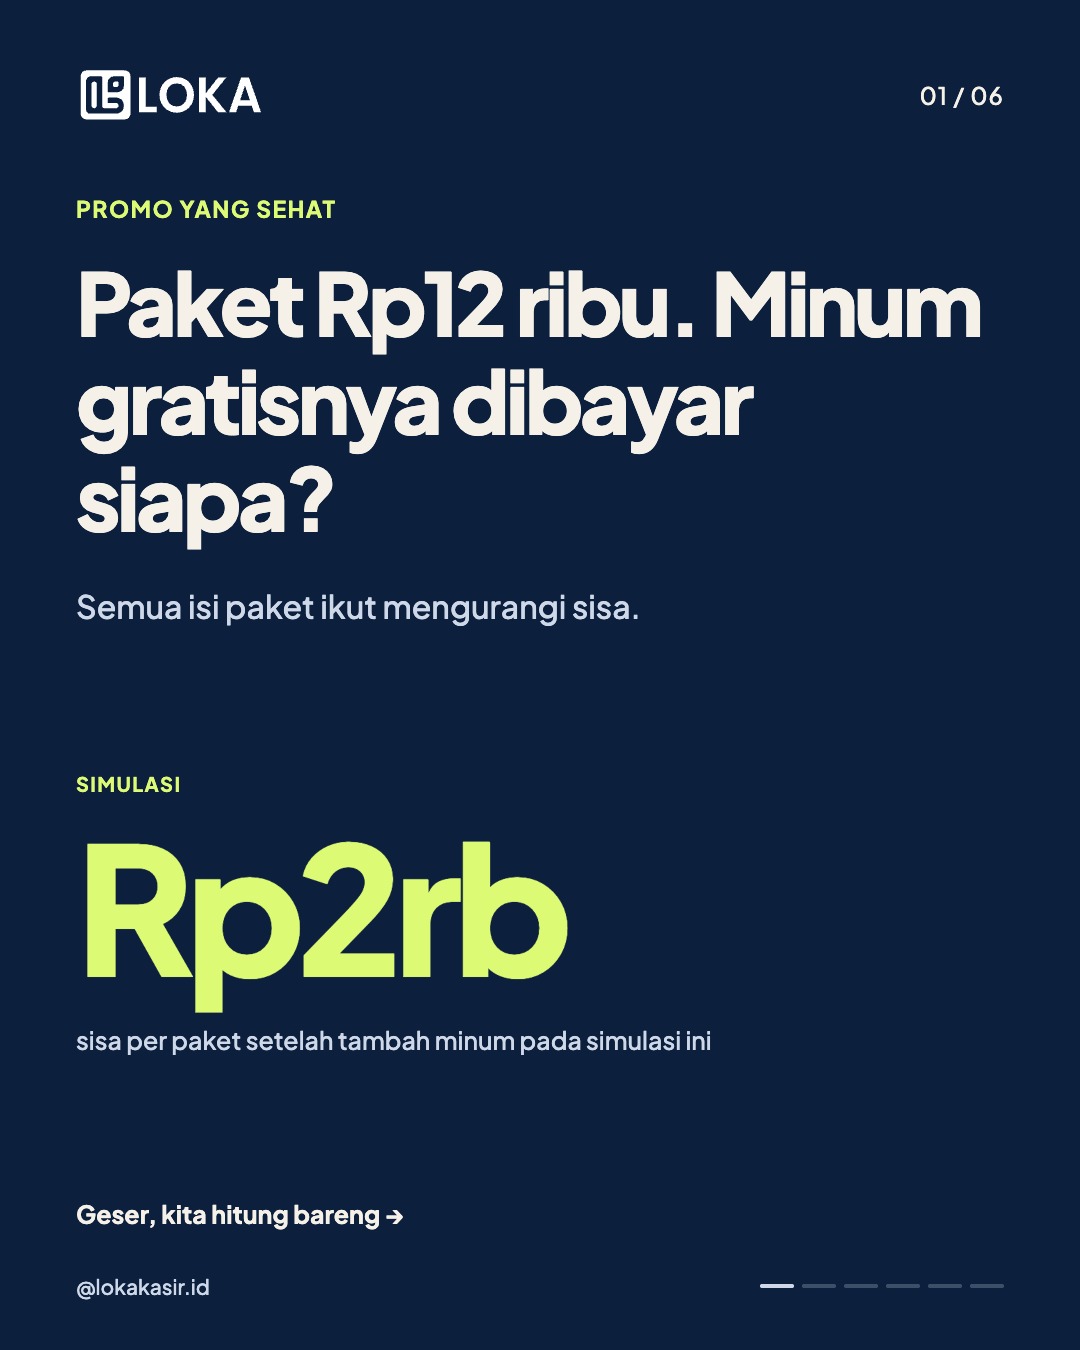 LOKA
01 / 06
PROMO YANG SEHAT
Paket Rp12 ribu. Minum
gratisnya dibayar
siapa?
Semua isi paket ikut mengurangi sisa.
SIMULASI
Rp2rb
sisa per paket setelah tambah minum pada simulasi ini
Geser, kita hitung bareng →
@lokakasir.id